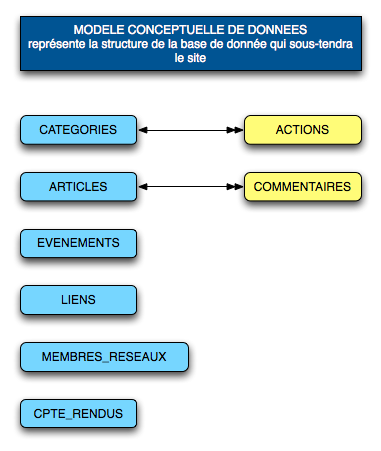 MODELE CONCEPTUELLE DE DONNEES
représente la structure de la base de donnée qui sous-tendra
le site
CATEGORIES
ACTIONS
ARTICLES
COMMENTAIRES
EVENEMENTS
LIENS
MEMBRES_RESEAUX
CPTE_RENDUS